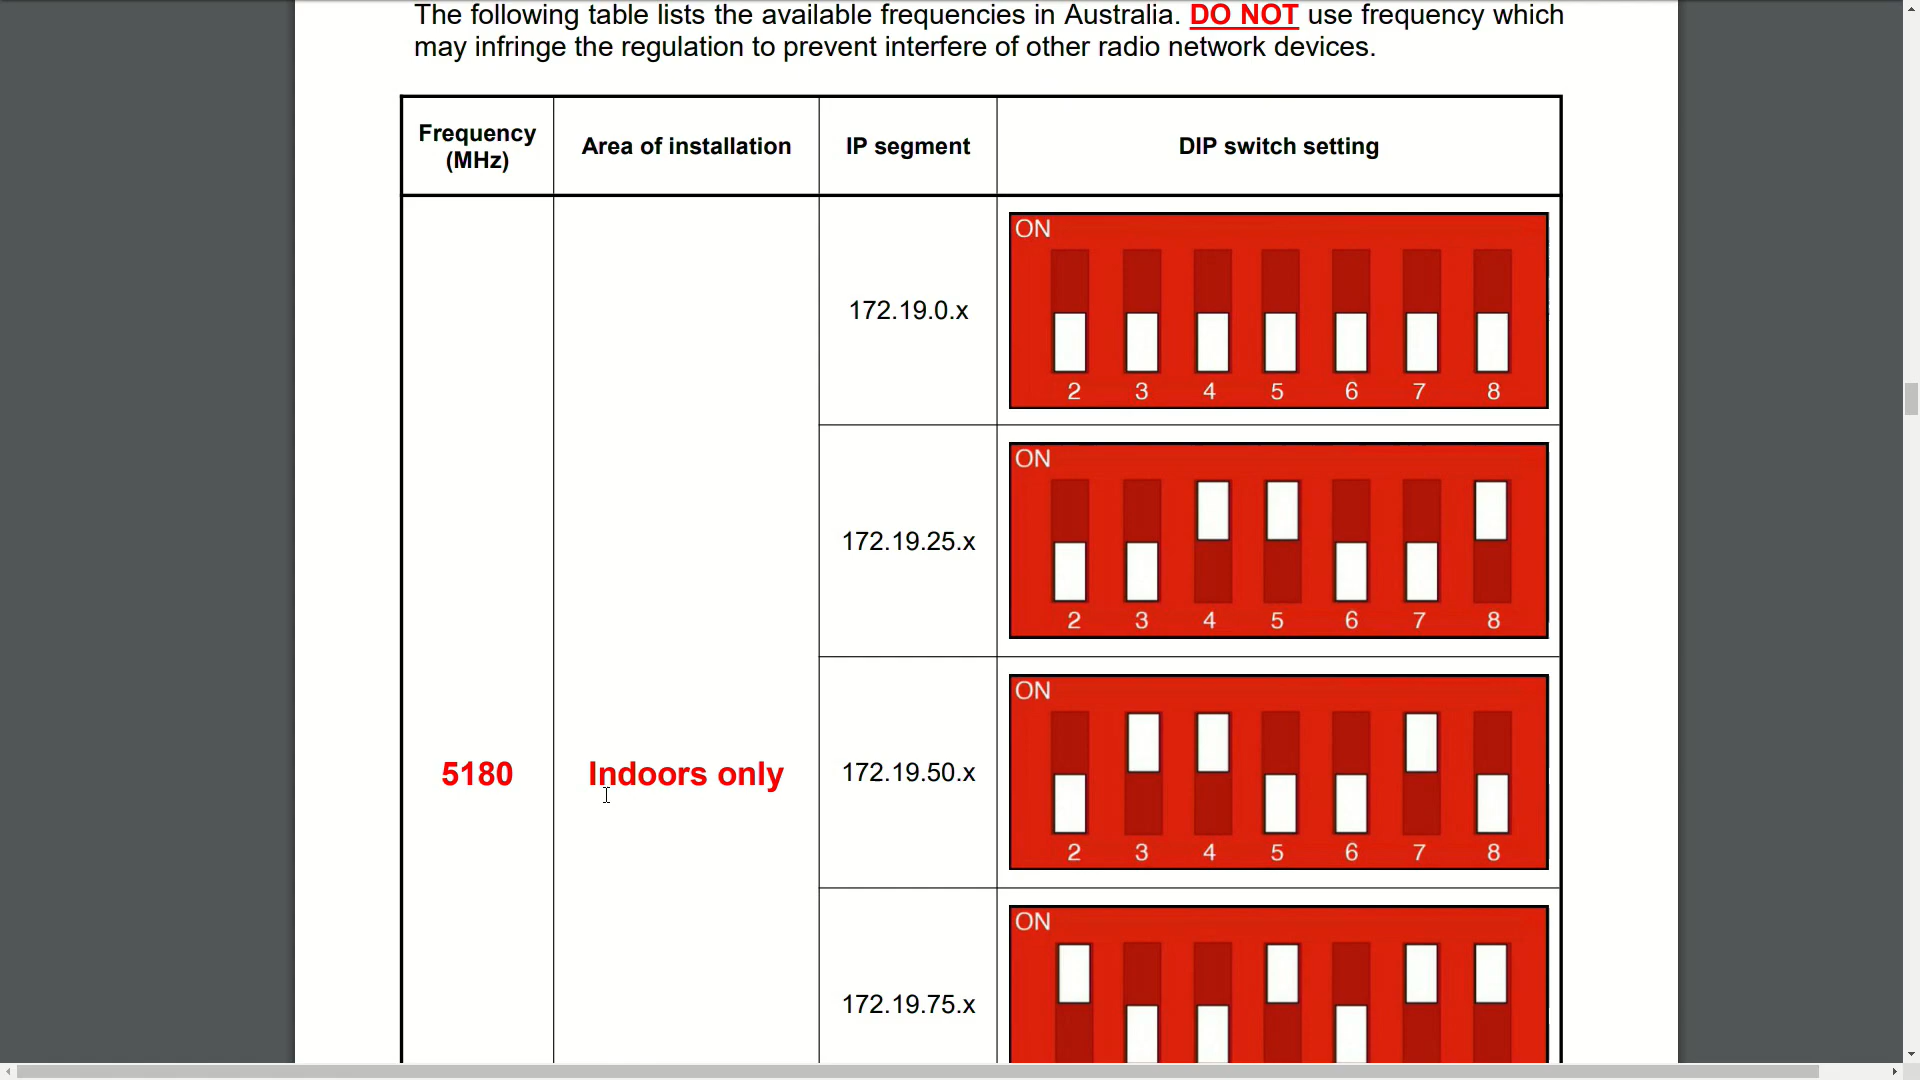 The following table lists the available frequencies in Australia. DO NOT use frequency which
may infringe the regulation to prevent interfere of other radio network devices.
Frequency
(MHz)
Area of installation
IP segment
DIP switch setting
5180
Indoors only
172.19.0.x
ON
2 3 4 5 6 7 8
172.19.25.x
ON
2 3 4 5 6 7 8
172.19.50.x
ON
2 3 4 5 6 7 8
172.19.75.x
ON